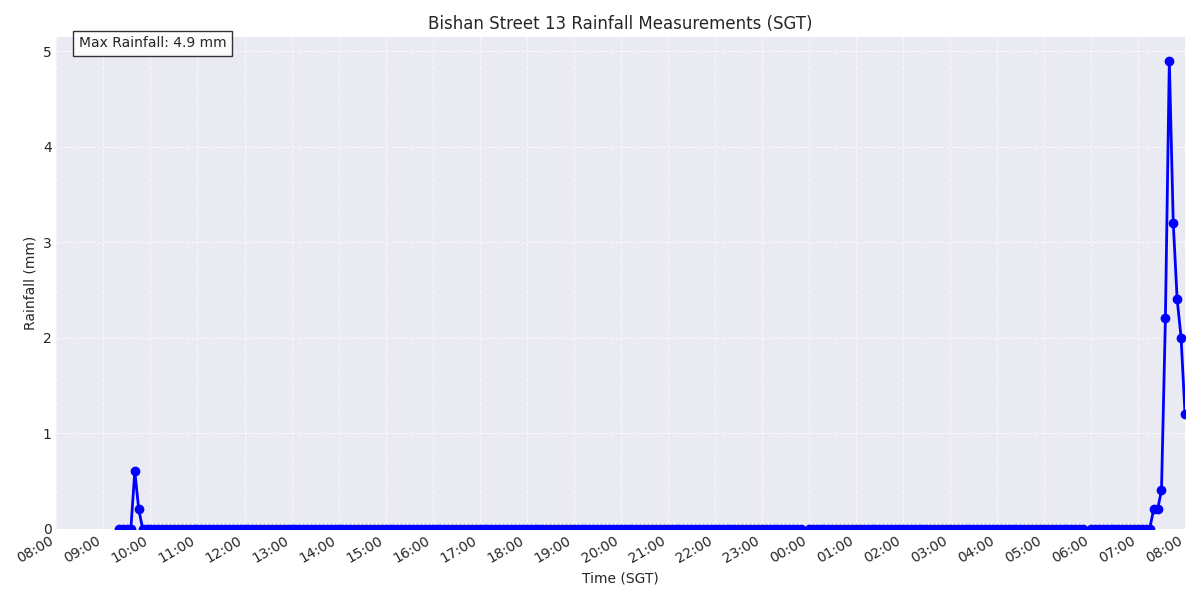 Bishan Street 13 Rainfall Measurements (SGT)
Max Rainfall: 4.9 mm
5
4
3
2
1
0
Rainfall (mm)
08:00 09:00 10:00 11:00 12:00 13:00 14:00 15:00 16:00 17:00 18:00 19:00 20:00 21:00 22:00 23:00 00:00 01:00 02:00 03:00 04:00 05:00 06:00 07:00 08:00
Time (SGT)